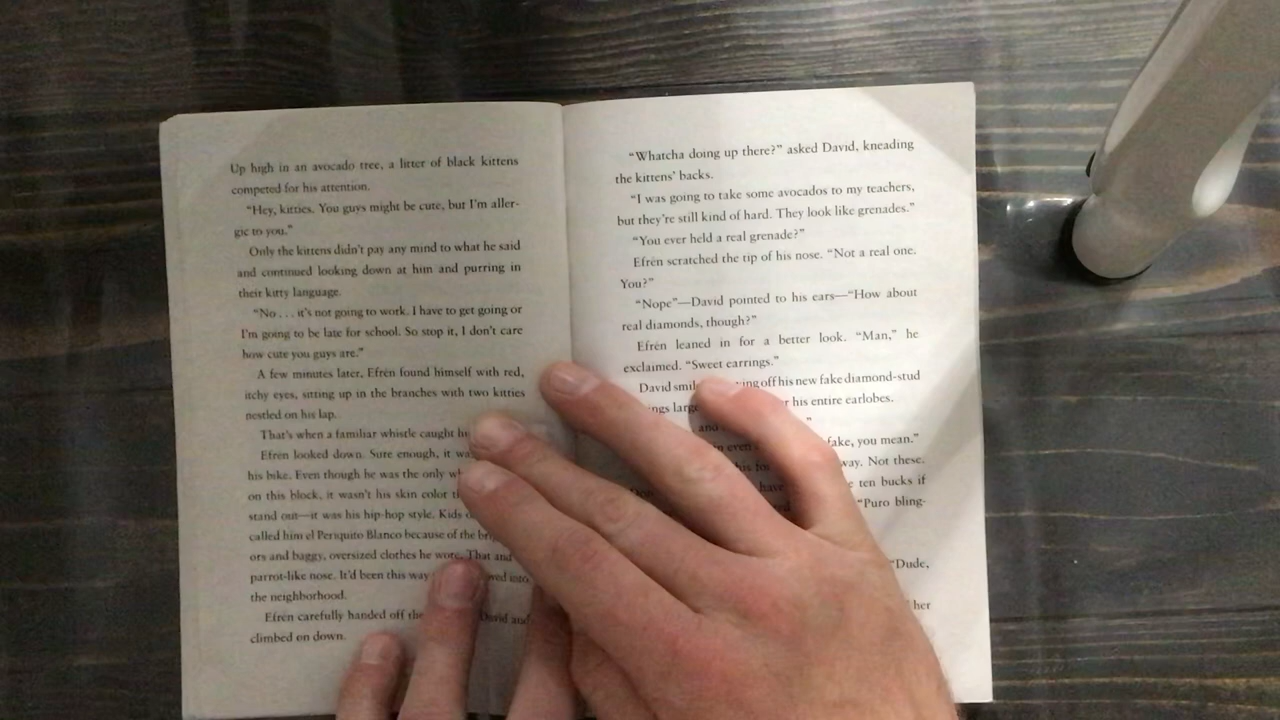 Up high in an avocado tree, a litter of black kittens
competed for his attention.
“Hey, kitties. You guys might be cute, but I'm aller-
gic to you.”
Only the kittens didn't pay any mind to what he said
and continued looking down at him and purring in
their kitty language.
“No . . . it's not going to work. I have to get going or
I'm going to be late for school. So stop it, I don't care
how cute you guys are.”
A few minutes later, Efrén found himself with red,
itchy eyes, sitting up in the branches with two kitties
nestled on his lap.
That's when a familiar whistle caught
Efrén looked down. Sure enough, it
his bike. Even though he was the only
on this block, it wasn't his skin color
stand out—it was his hip-hop style. Kids
called him el Periquito Blanco because of the
ors and baggy, oversized clothes he wore. That and
parrot-like nose. It'd been this way into
the neighborhood.
Efrén carefully handed off the David and
climbed on down.
“Whatcha doing up there?” asked David, kneading
the kittens' backs.
“I was going to take some avocados to my teachers,
but they're still kind of hard. They look like grenades.”
“You ever held a real grenade?”
Efrén scratched the tip of his nose. “Not a real one.
You?”
“Nope”—David pointed to his ears—“How about
real diamonds, though?”
Efrén leaned in for a better look. “Man,” he
exclaimed. “Sweet earrings.”
David off his new fake diamond-stud
his entire earlobes.
and ”
even fake, you mean.”
his way. Not these.
have ten bucks if
“Puro bling-
“Dude,
her